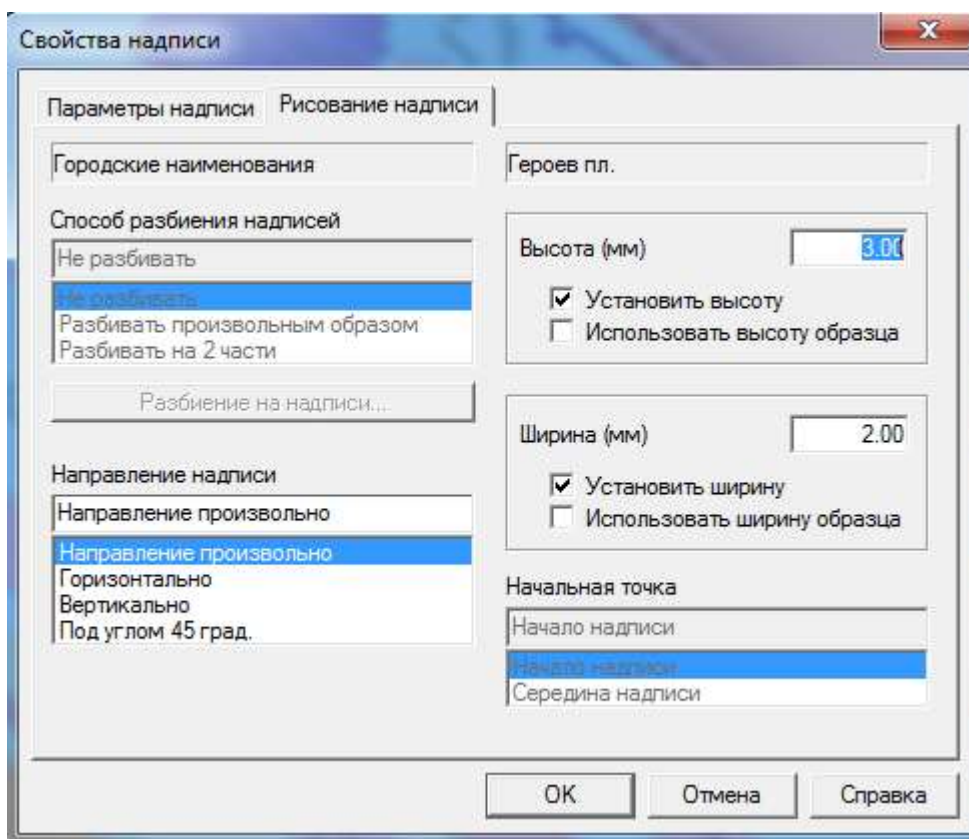 Свойства надписи
x
Параметры надписи
Рисование надписи
Городские наименования
Способ разбиения надписей
Не разбивать
Не разбивать
Разбивать произвольным образом
Разбивать на 2 части
Разбиение на надписи...
Направление надписи
Направление произвольно
Направление произвольно
Горизонтально
Вертикально
Под углом 45 град.
Героев пл.
Высота (мм) 3.00
Установить высоту
Использовать высоту образца
Ширина (мм) 2.00
Установить ширину
Использовать ширину образца
Начальная точка
Начало надписи
Начало надписи
Середина надписи
OK Отмена Справка